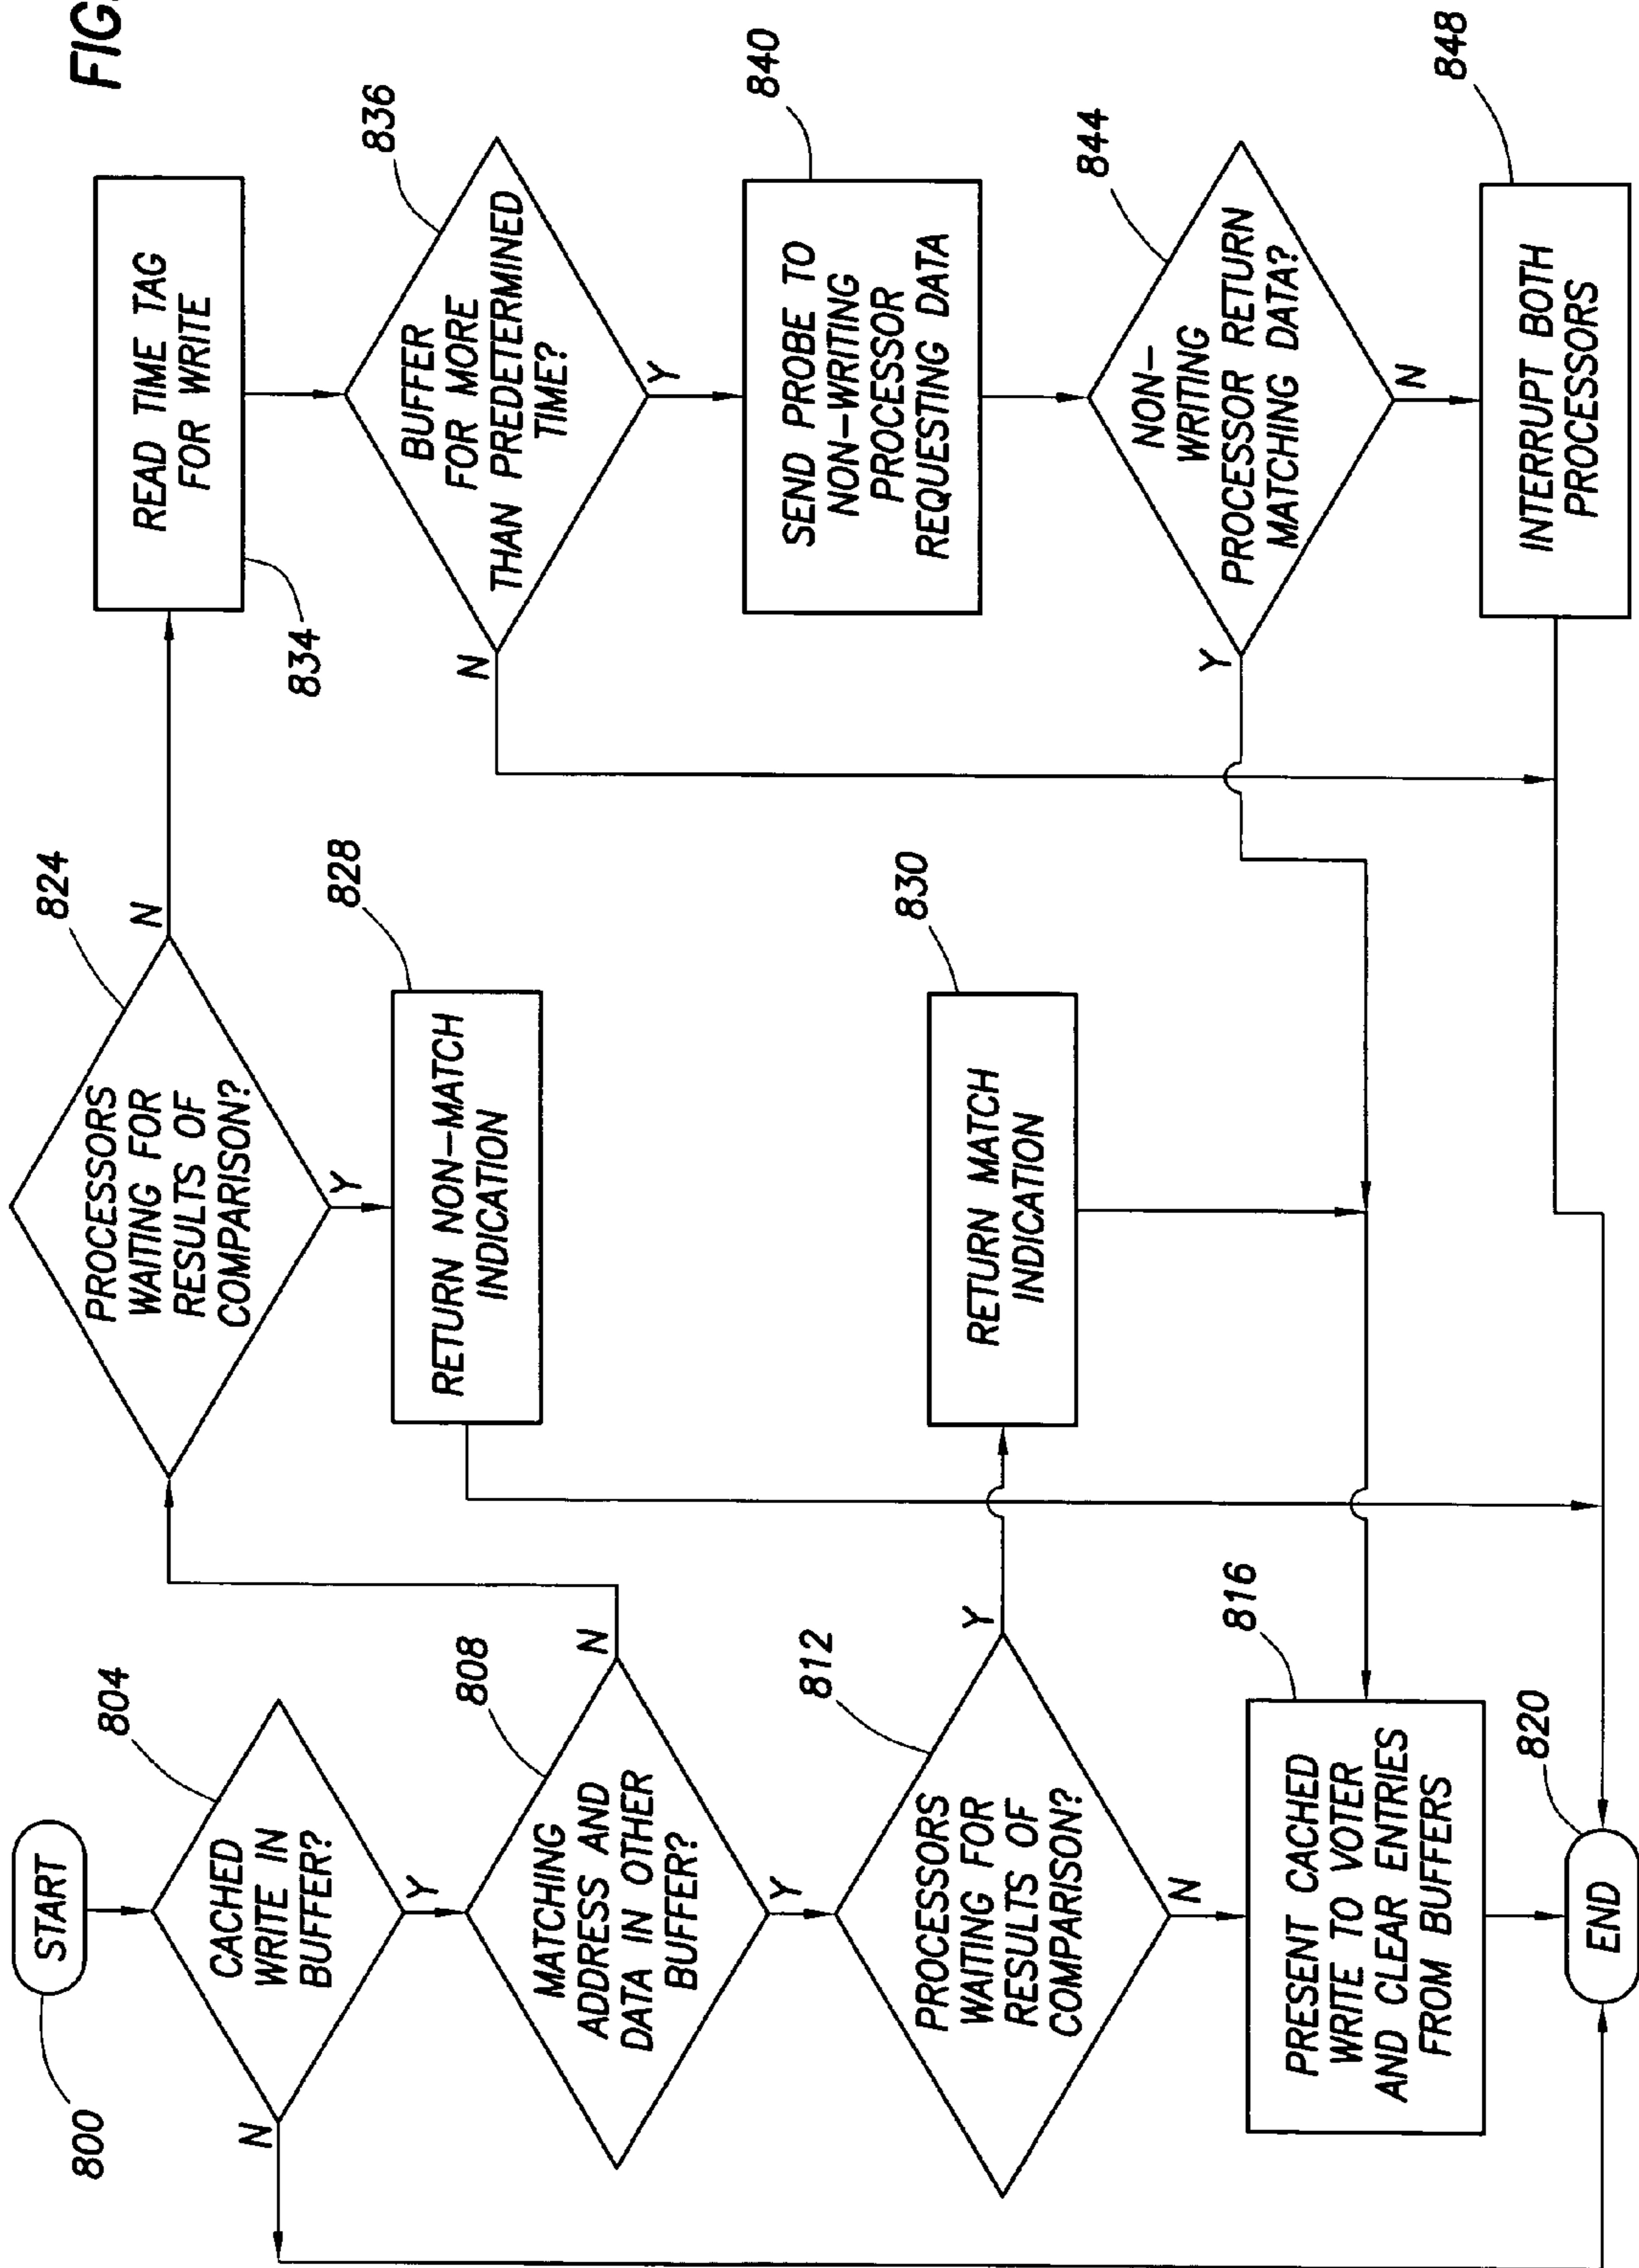 FIG.
800
START
804
CACHED
WRITE IN
BUFFER?
N
Y
808
MATCHING
ADDRESS AND
DATA IN OTHER
BUFFER?
N
Y
812
PROCESSORS
WAITING FOR
RESULTS OF
COMPARISON?
Y
N
816
PRESENT CACHED
WRITE TO VOTER
AND CLEAR ENTRIES
FROM BUFFERS
820
END
824
PROCESSORS
WAITING FOR
RESULTS OF
COMPARISON?
N
Y
828
RETURN NON-MATCH
INDICATION
830
RETURN MATCH
INDICATION
834
READ TIME TAG
FOR WRITE
836
BUFFER
FOR MORE
THAN PREDETERMINED
TIME?
N
Y
840
SEND PROBE TO
NON-WRITING
PROCESSOR
REQUESTING DATA
844
NON-
WRITING
PROCESSOR RETURN
MATCHING DATA?
Y
N
848
INTERRUPT BOTH
PROCESSORS